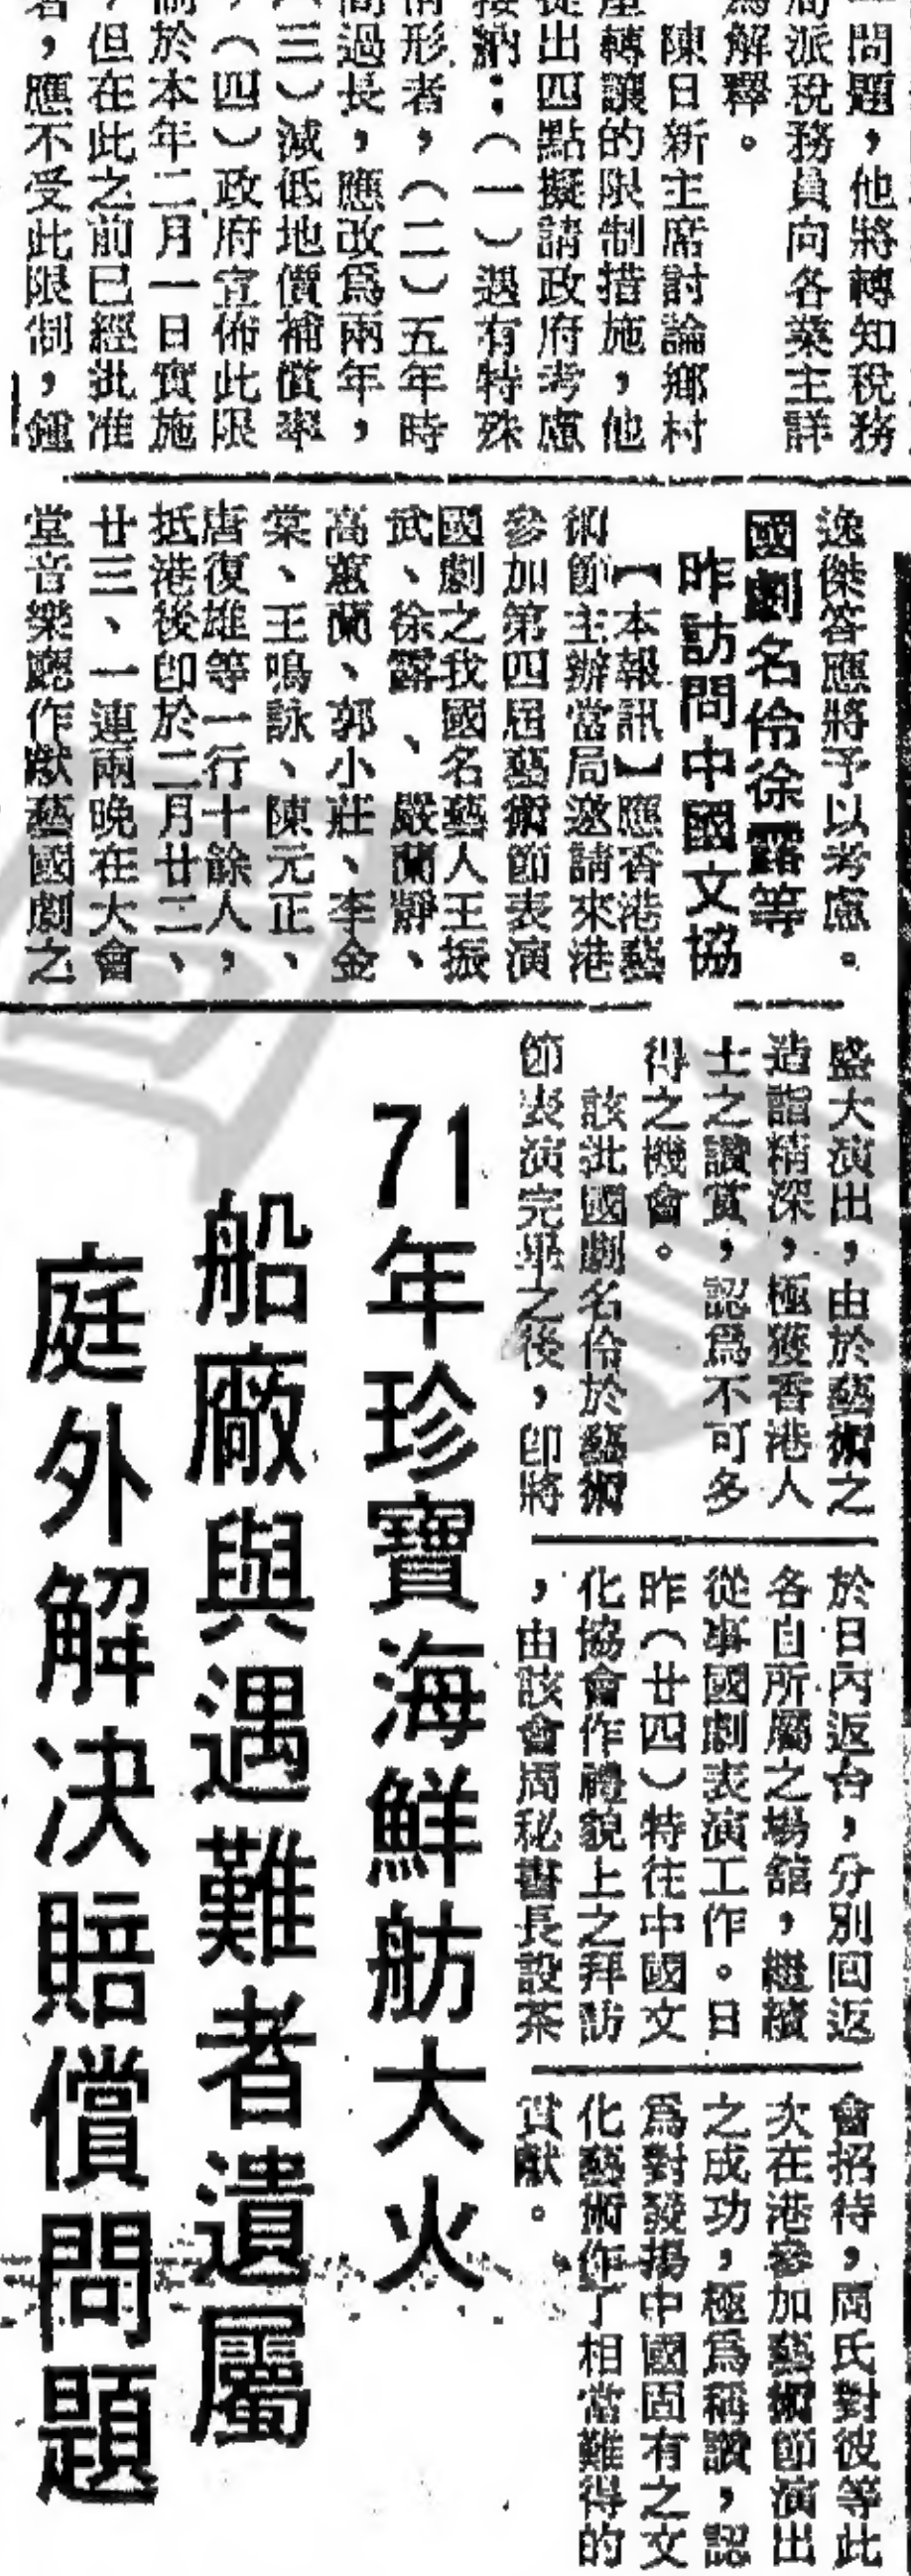 問題，他將轉知稅務
派稅務員向各業主詳
為解釋。
陳日新主席討論鄉村
轉讓的限制措施，他
從出四點擬請政府考慮
接納：（一）遇有特殊
情形者，（二）五年時
間過長，應改為兩年，
（三）減低地價補償率
，（四）政府宣佈此限
制於本年二月一日實施
，但在此之前已經批准
者，應不受此限制，鍾
逸傑答應將予以考慮。
國劇名伶徐露等
昨訪問中國文協
【本報訊】應香港藝
術節主辦當局邀請來港
參加第四屆藝術節表演
國劇之我國名藝人王振
武、徐露、嚴蘭靜、
高蕙蘭、郭小莊、李金
棠、王鳴詠、陳元正、
唐復雄等一行十餘人，
抵港後即於二月廿二、
廿三、一連兩晚在大會
堂音樂廳作獻藝國劇之
盛大演出，由於藝術之
造詣精深，極獲香港人
士之讚賞，認為不可多
得之機會。
該批國劇名伶於藝術
節表演完畢之後，即將
於日內返台，分別回返
各自所屬之場館，繼續
從事國劇表演工作。日
昨（廿四）特往中國文
化協會作禮貌上之拜訪
，由該會周秘書長設茶
會招待，周氏對彼等此
次在港參加藝術節演出
之成功，極為稱讚，認
為對發揚中國固有之文
化藝術作了相當難得的
貢獻。
71年珍寶海鮮舫大火
船廠與遇難者遺屬
庭外解決賠償問題